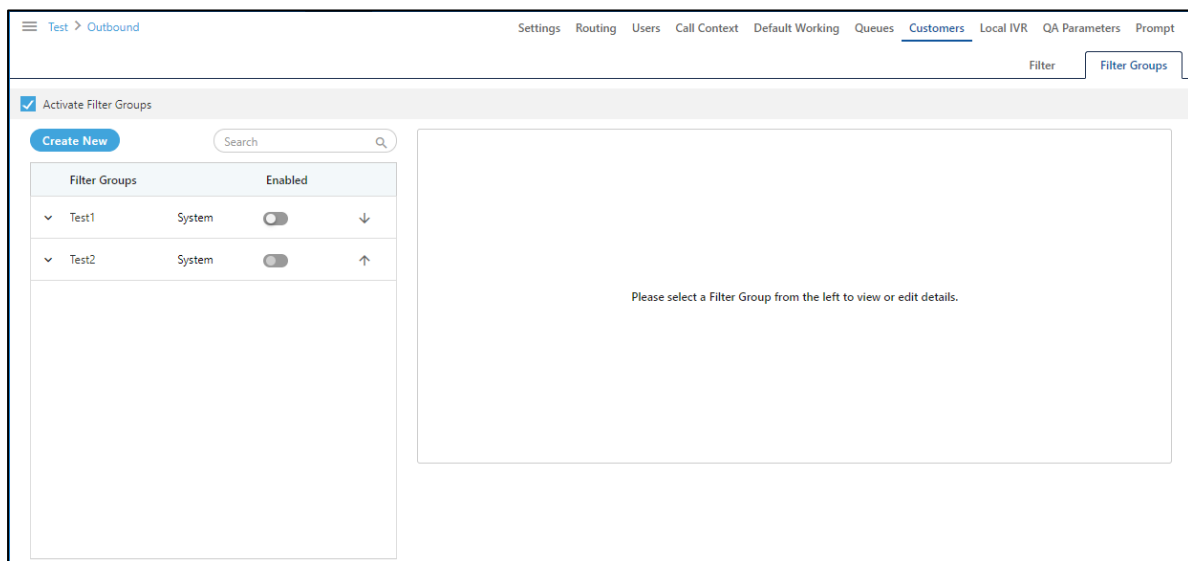 Test > Outbound
Settings Routing Users Call Context Default Working Queues Customers Local IVR QA Parameters Prompt
Filter Filter Groups
Activate Filter Groups
Create New Search
Filter Groups Enabled
Test1 System
Test2 System
Please select a Filter Group from the left to view or edit details.